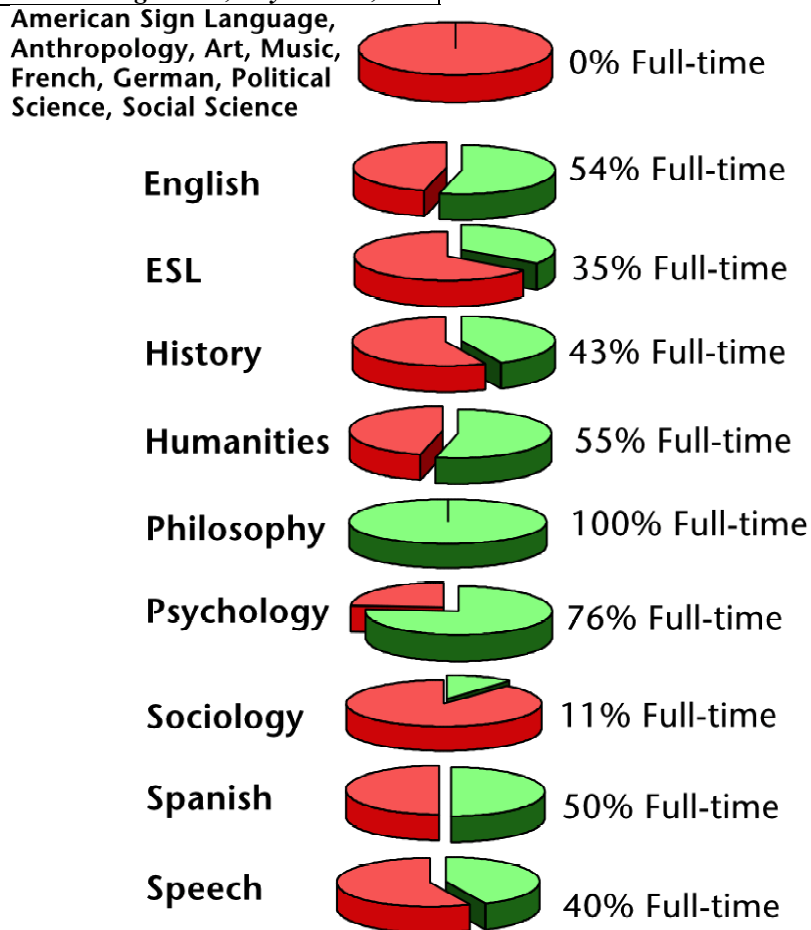 American Sign Language,
Anthropology, Art, Music,
French, German, Political
Science, Social Science
0% Full-time
English
54% Full-time
ESL
35% Full-time
History
43% Full-time
Humanities
55% Full-time
Philosophy
100% Full-time
Psychology
76% Full-time
Sociology
11% Full-time
Spanish
50% Full-time
Speech
40% Full-time